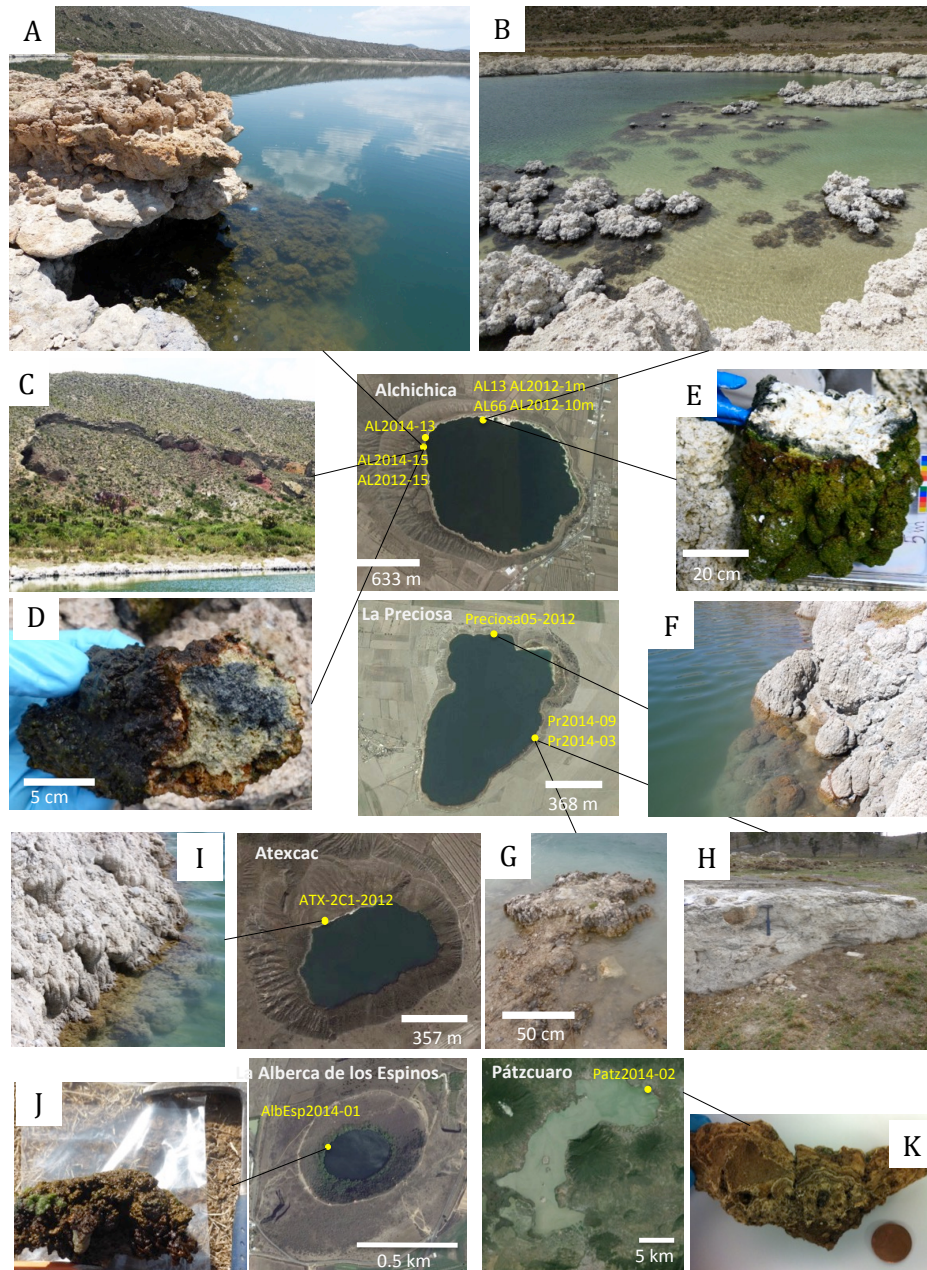 A
B
C
Alchichica
AL13 AL2012-1m
AL66 AL2012-10m
AL2014-13
AL2014-15
AL2012-15
633 m
E
5m
20 cm
D
5 cm
La Preciosa
Preciosa05-2012
Pr2014-09
Pr2014-03
368 m
F
I
Atexcac
ATX-2C1-2012
357 m
G
50 cm
H
J
La Alberca de los Espinos
AlbEsp2014-01
0.5 km
Pátzcuaro
Patz2014-02
5 km
K